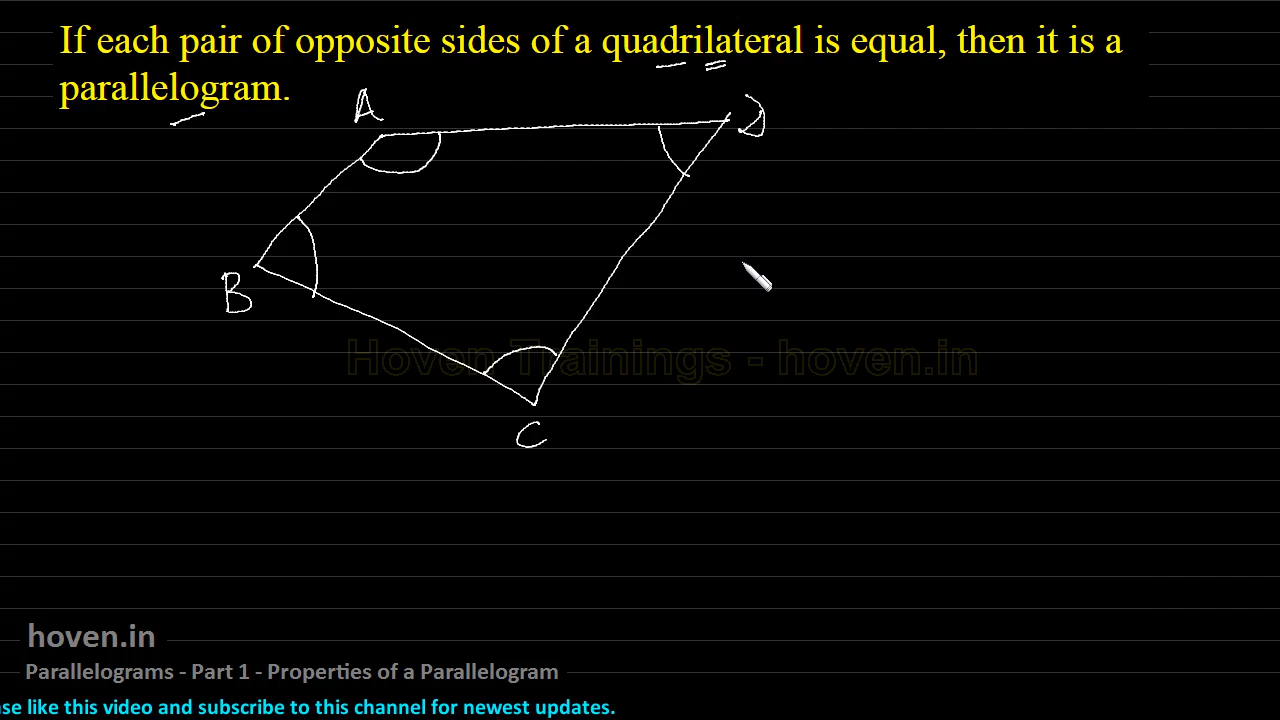 If each pair of opposite sides of a quadrilateral is equal, then it is a
parallelogram.
A
D
B
Hoven Trainings - hoven.in
C
hoven.in
Parallelograms - Part 1 - Properties of a Parallelogram
se like this video and subscribe to this channel for newest updates.